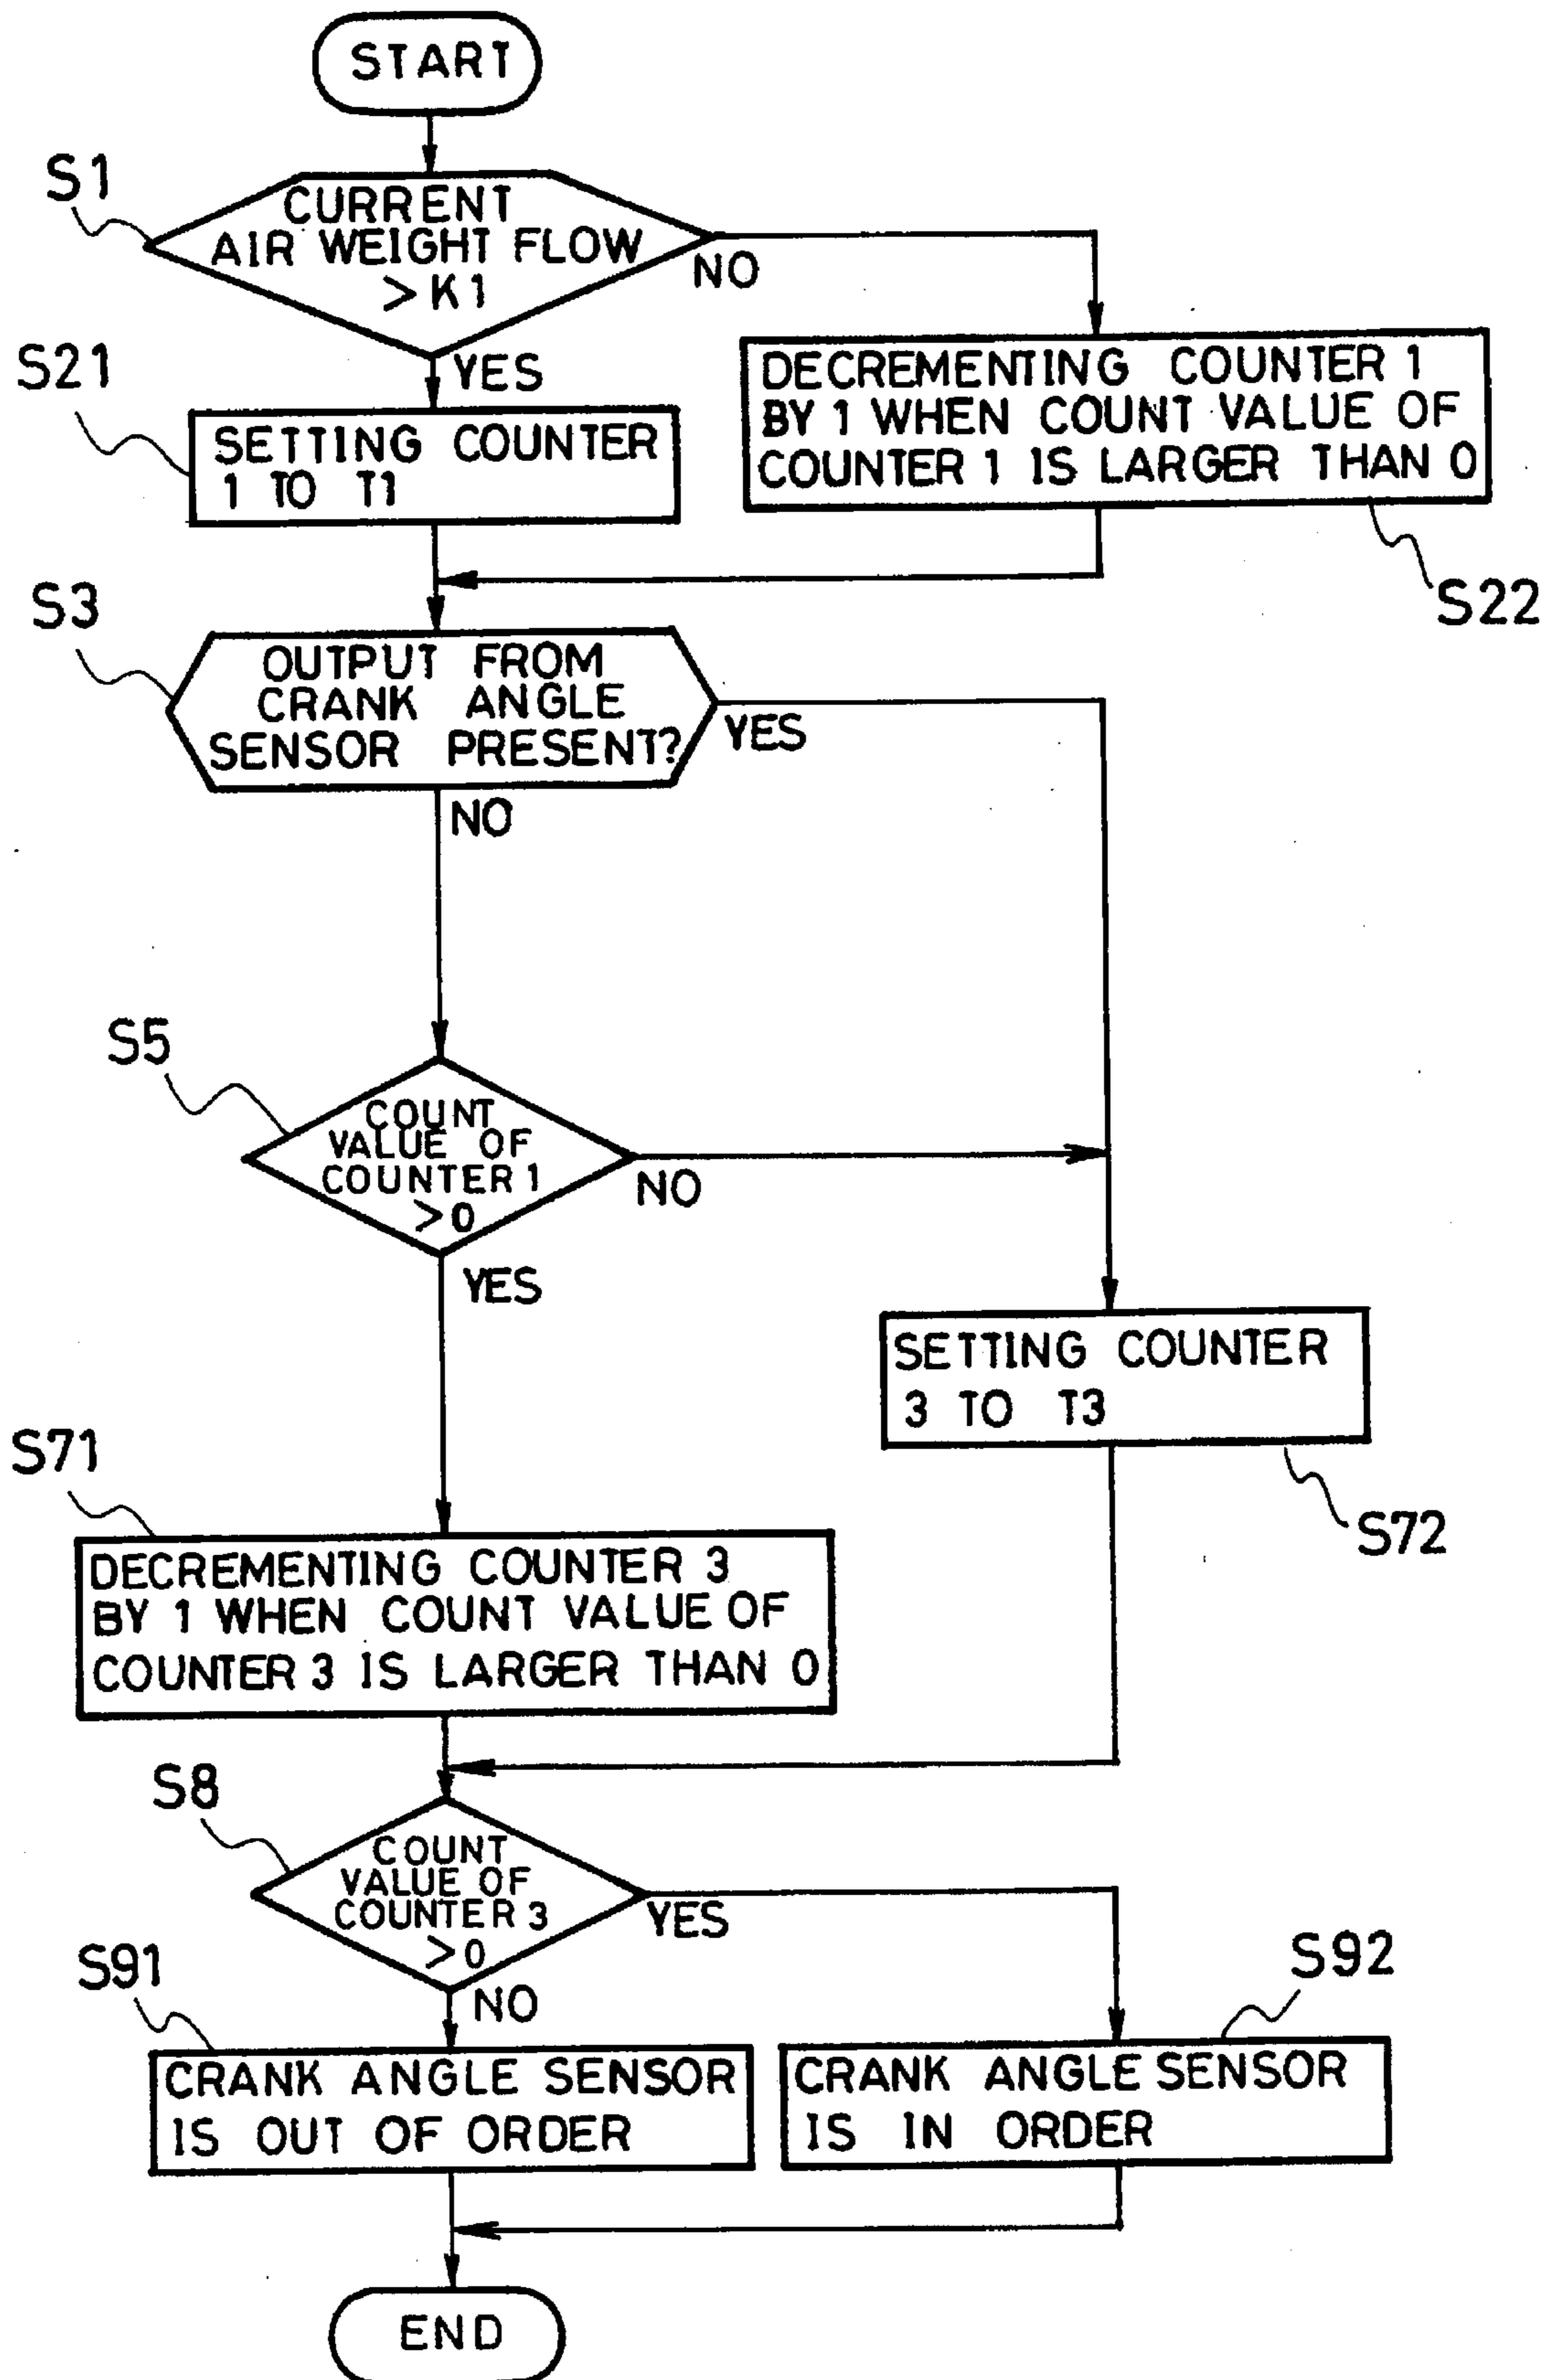 START
S1
CURRENT
AIR WEIGHT FLOW
> K1
NO
YES
S21
SETTING COUNTER
1 TO T1
DECREMENTING COUNTER 1
BY 1 WHEN COUNT VALUE OF
COUNTER 1 IS LARGER THAN 0
S22
S3
OUTPUT FROM
CRANK ANGLE
SENSOR PRESENT?
YES
NO
S5
COUNT
VALUE OF
COUNTER 1
>0
NO
YES
SETTING COUNTER
3 TO T3
S72
S71
DECREMENTING COUNTER 3
BY 1 WHEN COUNT VALUE OF
COUNTER 3 IS LARGER THAN 0
S8
COUNT
VALUE OF
COUNTER 3
>0
YES
NO
S91
CRANK ANGLE SENSOR
IS OUT OF ORDER
S92
CRANK ANGLE SENSOR
IS IN ORDER
END